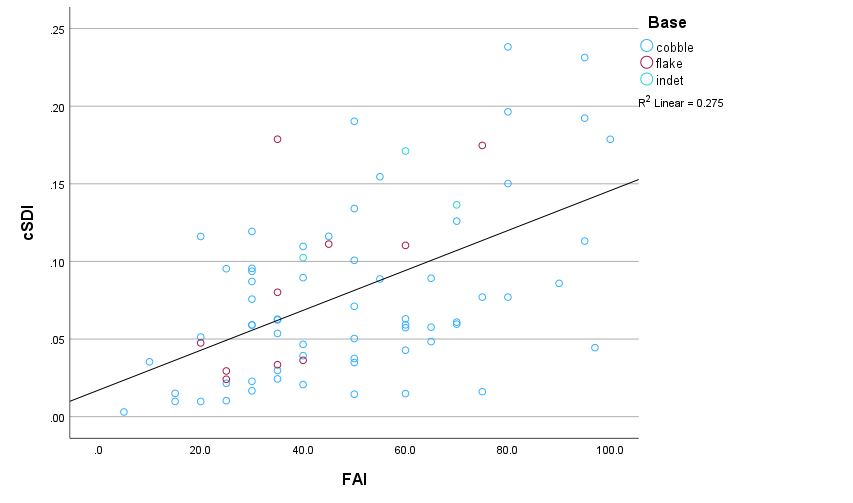 Base
cobble
flake
indet
R2 Linear = 0.275
.25
.20
.15
.10
.05
.00
cSDI
.0 20.0 40.0 60.0 80.0 100.0
FAI